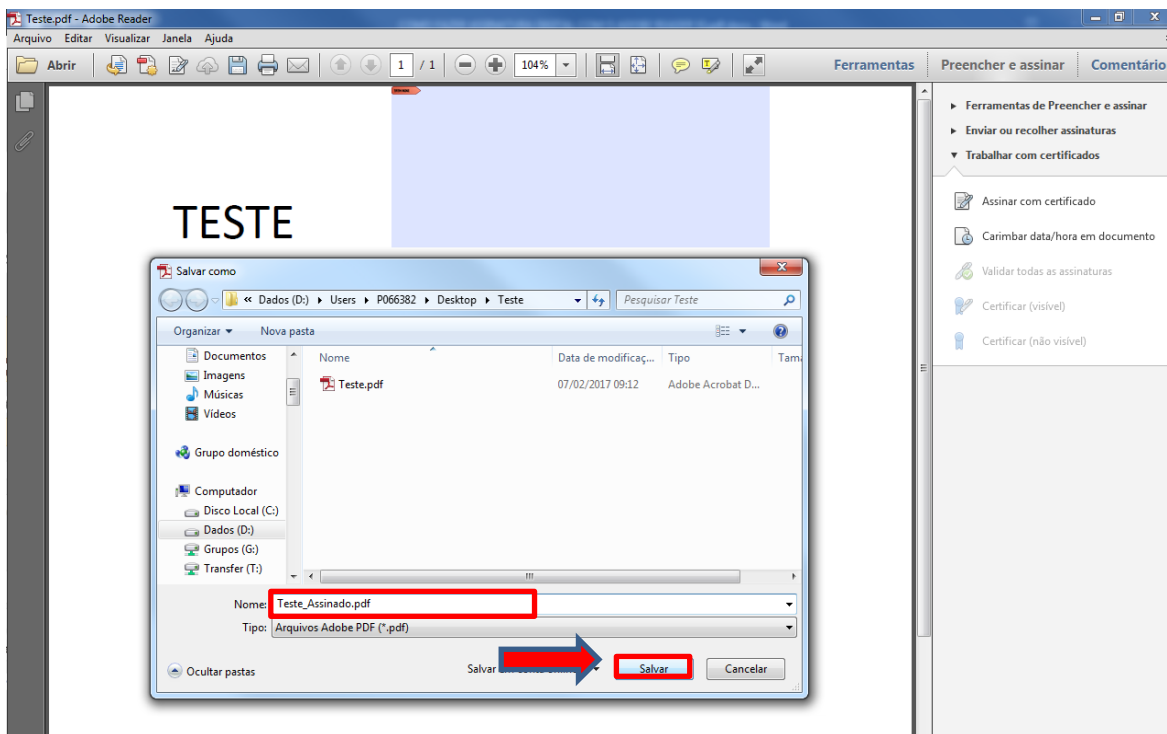 Teste.pdf - Adobe Reader
Arquivo Editar Visualizar Janela Ajuda
Abrir 1 / 1 104% Ferramentas Preencher e assinar Comentário
Ferramentas de Preencher e assinar
Enviar ou recolher assinaturas
Trabalhar com certificados
Assinar com certificado
Carimbar data/hora em documento
Validar todas as assinaturas
Certificar (visível)
Certificar (não visível)
TESTE
Salvar como
« Dados (D:) Users P066382 Desktop Teste Pesquisar Teste
Organizar Nova pasta
Documentos
Imagens
Músicas
Vídeos
Grupo doméstico
Computador
Disco Local (C:)
Dados (D:)
Grupos (G:)
Transfer (T:)
Nome Data de modificaç... Tipo Tama
Teste.pdf 07/02/2017 09:12 Adobe Acrobat D...
Nome: Teste_Assinado.pdf
Tipo: Arquivos Adobe PDF (*.pdf)
Ocultar pastas Salvar Salvar Cancelar